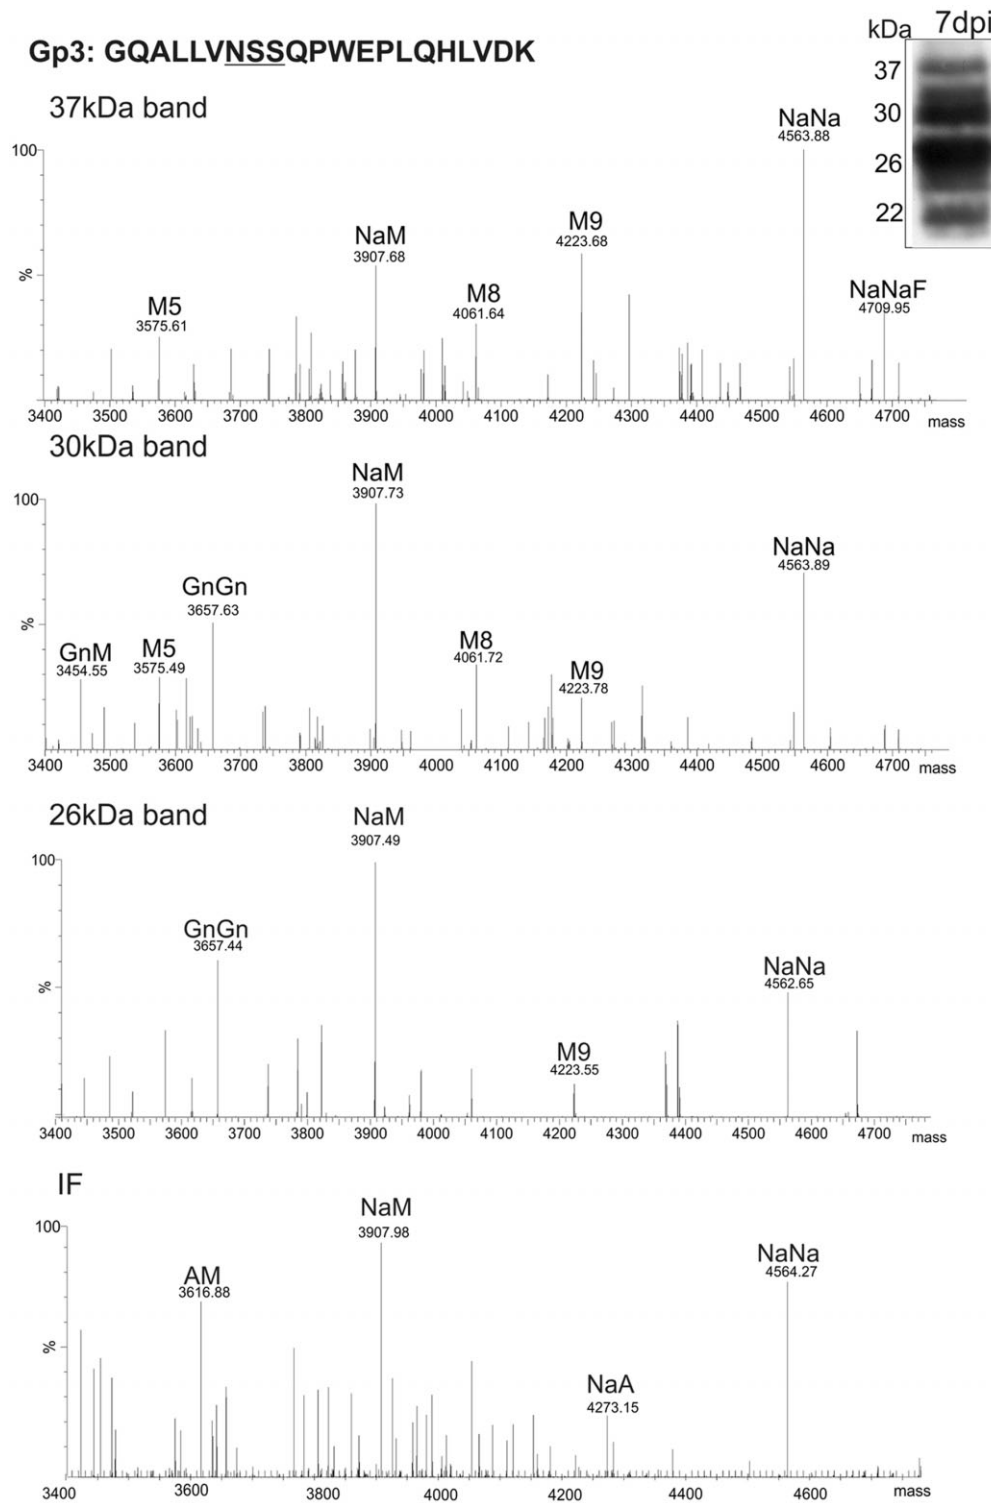 Gp3: GQALLVNSSQPWEPLQHLVDK
kDa 7dpi
37
30
26
22
37kDa band
100
%
M5
3575.61
NaM
3907.68
M8
4061.64
M9
4223.68
NaNa
4563.88
NaNaF
4709.95
3400 3500 3600 3700 3800 3900 4000 4100 4200 4300 4400 4500 4600 4700 mass
30kDa band
100
%
GnM
3454.55
M5
3575.49
GnGn
3657.63
NaM
3907.73
M8
4061.72
M9
4223.78
NaNa
4563.89
3400 3500 3600 3700 3800 3900 4000 4100 4200 4300 4400 4500 4600 4700 mass
26kDa band
100
%
GnGn
3657.44
NaM
3907.49
M9
4223.55
NaNa
4562.65
3400 3500 3600 3700 3800 3900 4000 4100 4200 4300 4400 4500 4600 4700 mass
IF
100
%
AM
3616.88
NaM
3907.98
NaA
4273.15
NaNa
4564.27
3400 3600 3800 4000 4200 4400 4600 mass